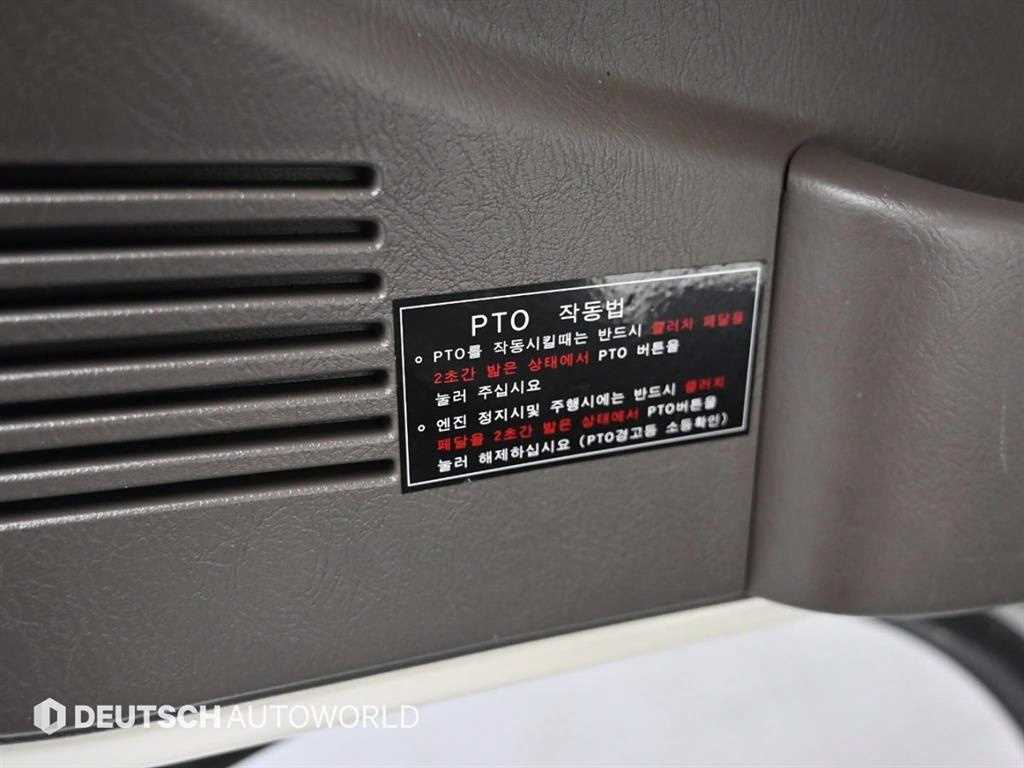 PTO 작동법
o PTO를 작동시킬때는 반드시 클러치 페달을
2초간 밟은 상태에서 PTO 버튼을
눌러 주십시요
o 엔진 정지시및 주행시에는 반드시 클러치
페달을 2초간 밟은 상태에서 PTO버튼을
눌러 해제하십시요 (PTO경고등 소등확인)
DEUTSCH AUTOWORLD